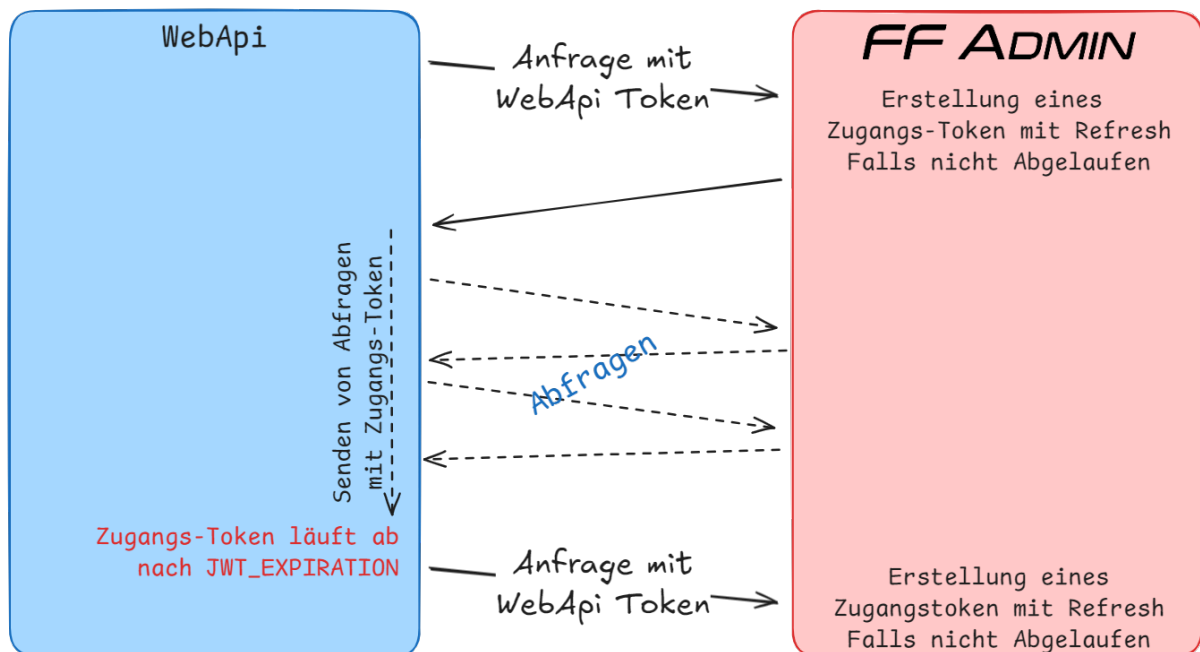 WebApi
FF ADMIN
Anfrage mit
WebApi Token
Erstellung eines
Zugangs-Token mit Refresh
Falls nicht Abgelaufen
Senden von Abfragen
mit Zugangs-Token
Abfragen
Zugangs-Token läuft ab
nach JWT_EXPIRATION
Anfrage mit
WebApi Token
Erstellung eines
Zugangstoken mit Refresh
Falls nicht Abgelaufen